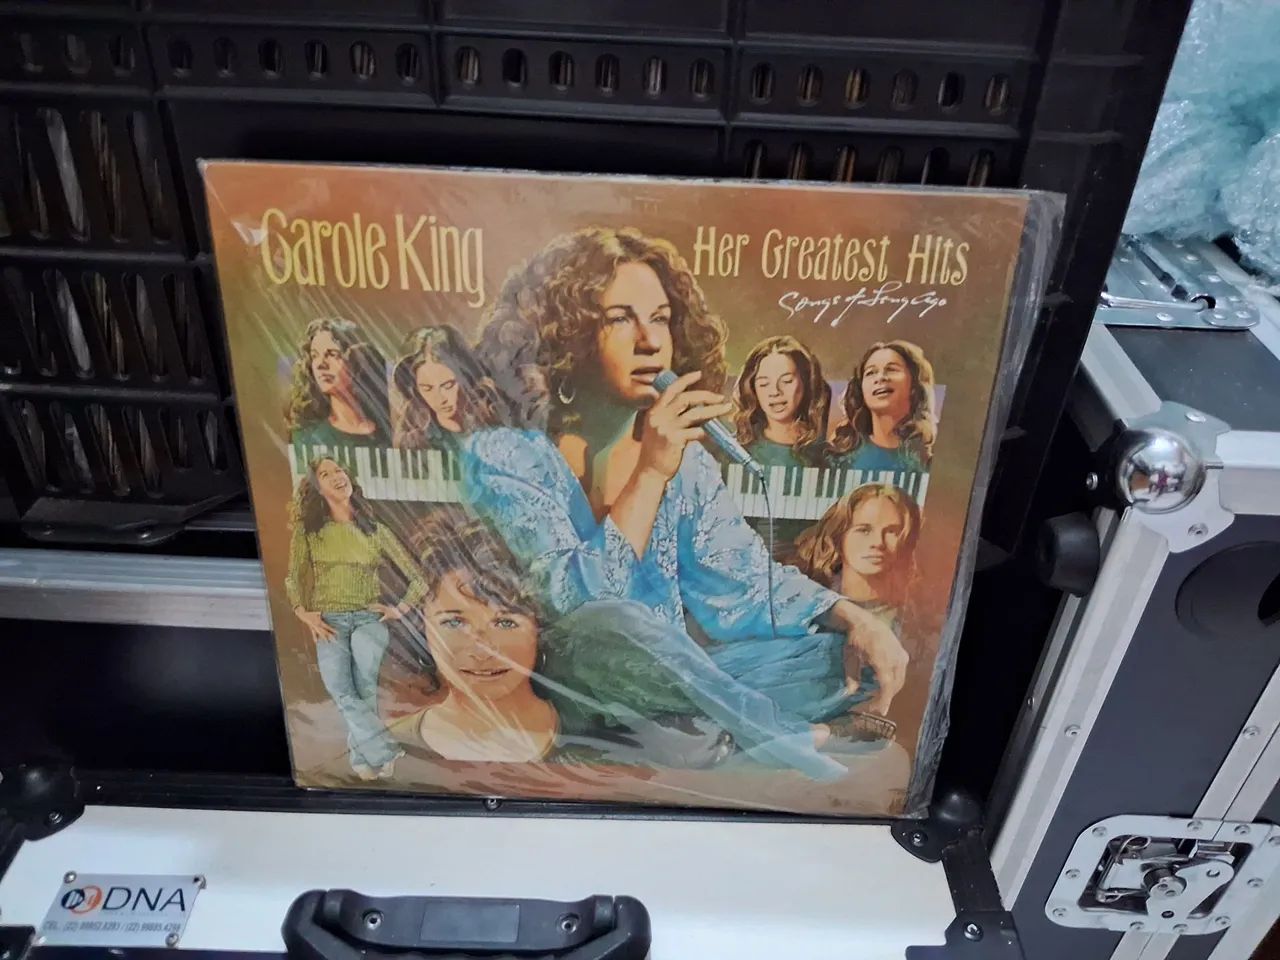 Carole King
Her Greatest Hits
Songs of Long Ago
DNA